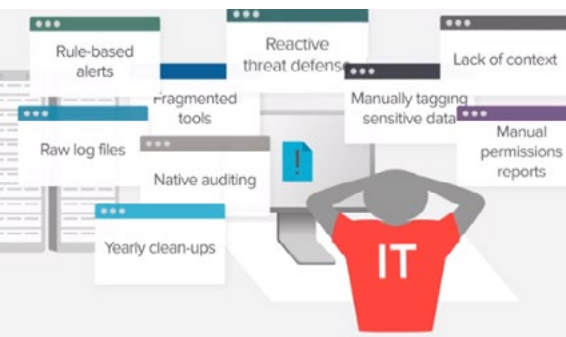 Rule-based
alerts
Reactive
threat defense
Lack of context
Fragmented
tools
Manually tagging
sensitive data
Raw log files
Native auditing
Manual
permissions
reports
Yearly clean-ups
IT